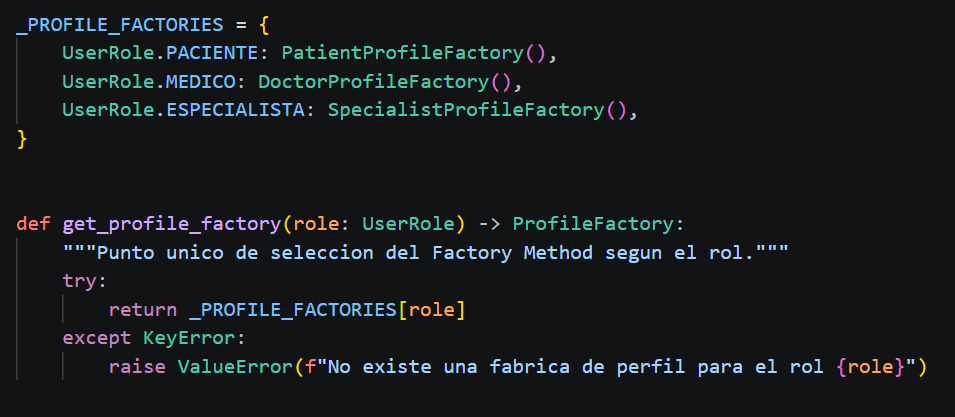 _PROFILE_FACTORIES = {
    UserRole.PACIENTE: PatientProfileFactory(),
    UserRole.MEDICO: DoctorProfileFactory(),
    UserRole.ESPECIALISTA: SpecialistProfileFactory(),
}
def get_profile_factory(role: UserRole) -> ProfileFactory:
    """Punto unico de seleccion del Factory Method segun el rol."""
    try:
        return _PROFILE_FACTORIES[role]
    except KeyError:
        raise ValueError(f"No existe una fabrica de perfil para el rol {role}")